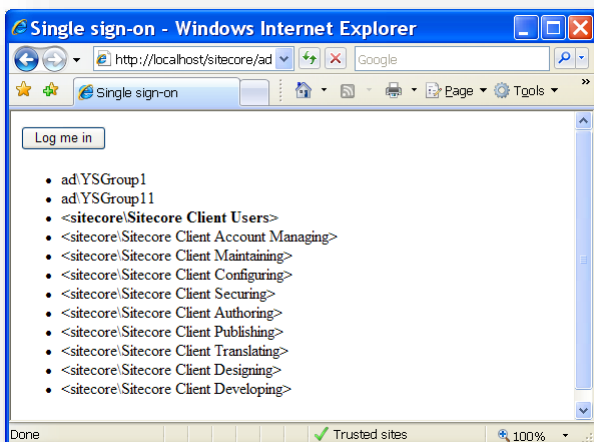 Single sign-on - Windows Internet Explorer
http://localhost/sitecore/ad
Google
Single sign-on
Page
Tools
»
Log me in
• ad\YSGroup1
• ad\YSGroup11
• <sitecore\Sitecore Client Users>
• <sitecore\Sitecore Client Account Managing>
• <sitecore\Sitecore Client Maintaining>
• <sitecore\Sitecore Client Configuring>
• <sitecore\Sitecore Client Securing>
• <sitecore\Sitecore Client Authoring>
• <sitecore\Sitecore Client Publishing>
• <sitecore\Sitecore Client Translating>
• <sitecore\Sitecore Client Designing>
• <sitecore\Sitecore Client Developing>
Done
Trusted sites
100%